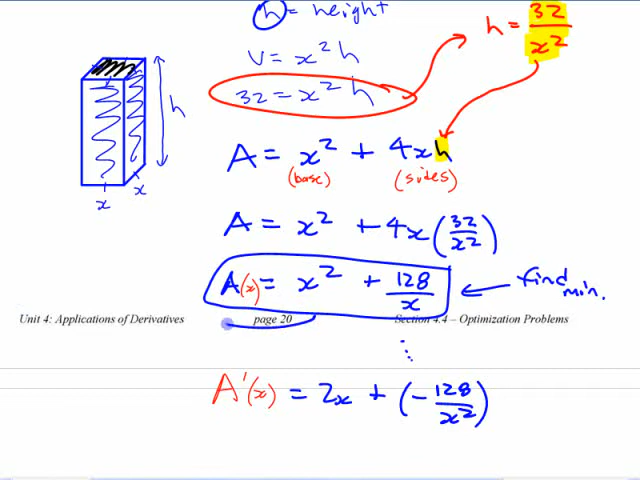 h = height
h = 32/x²
V = x²h
32 = x²h
h
x
x
A = x² + 4xh
(base) (sides)
A = x² + 4x(32/x²)
A(x) = x² + 128/x ← find min.
Unit 4: Applications of Derivatives page 20 Section 4.4 – Optimization Problems
⋮
A'(x) = 2x + (-128/x²)